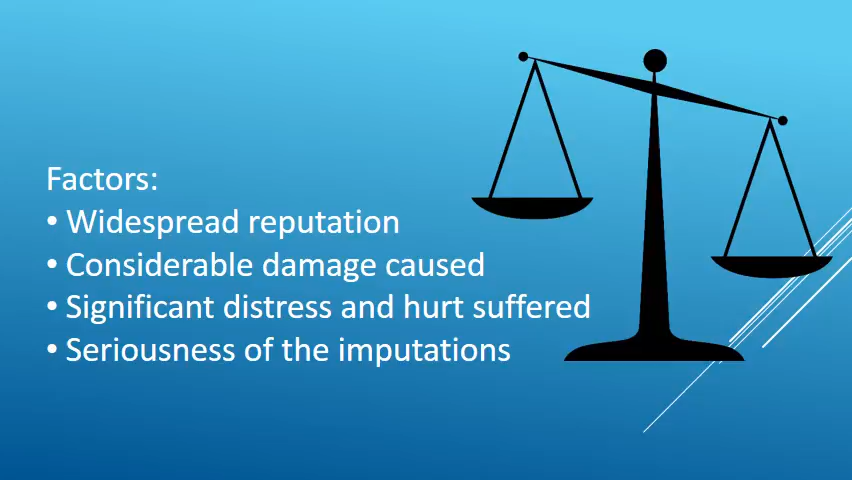 Factors:
• Widespread reputation
• Considerable damage caused
• Significant distress and hurt suffered
• Seriousness of the imputations